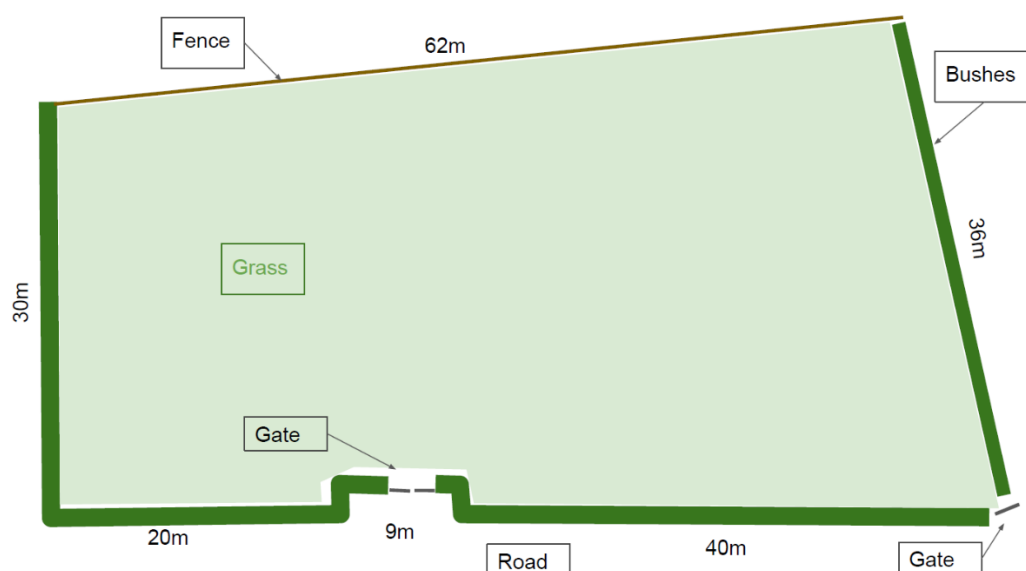 Fence
62m
Bushes
36m
Grass
30m
Gate
20m
9m
Road
40m
Gate